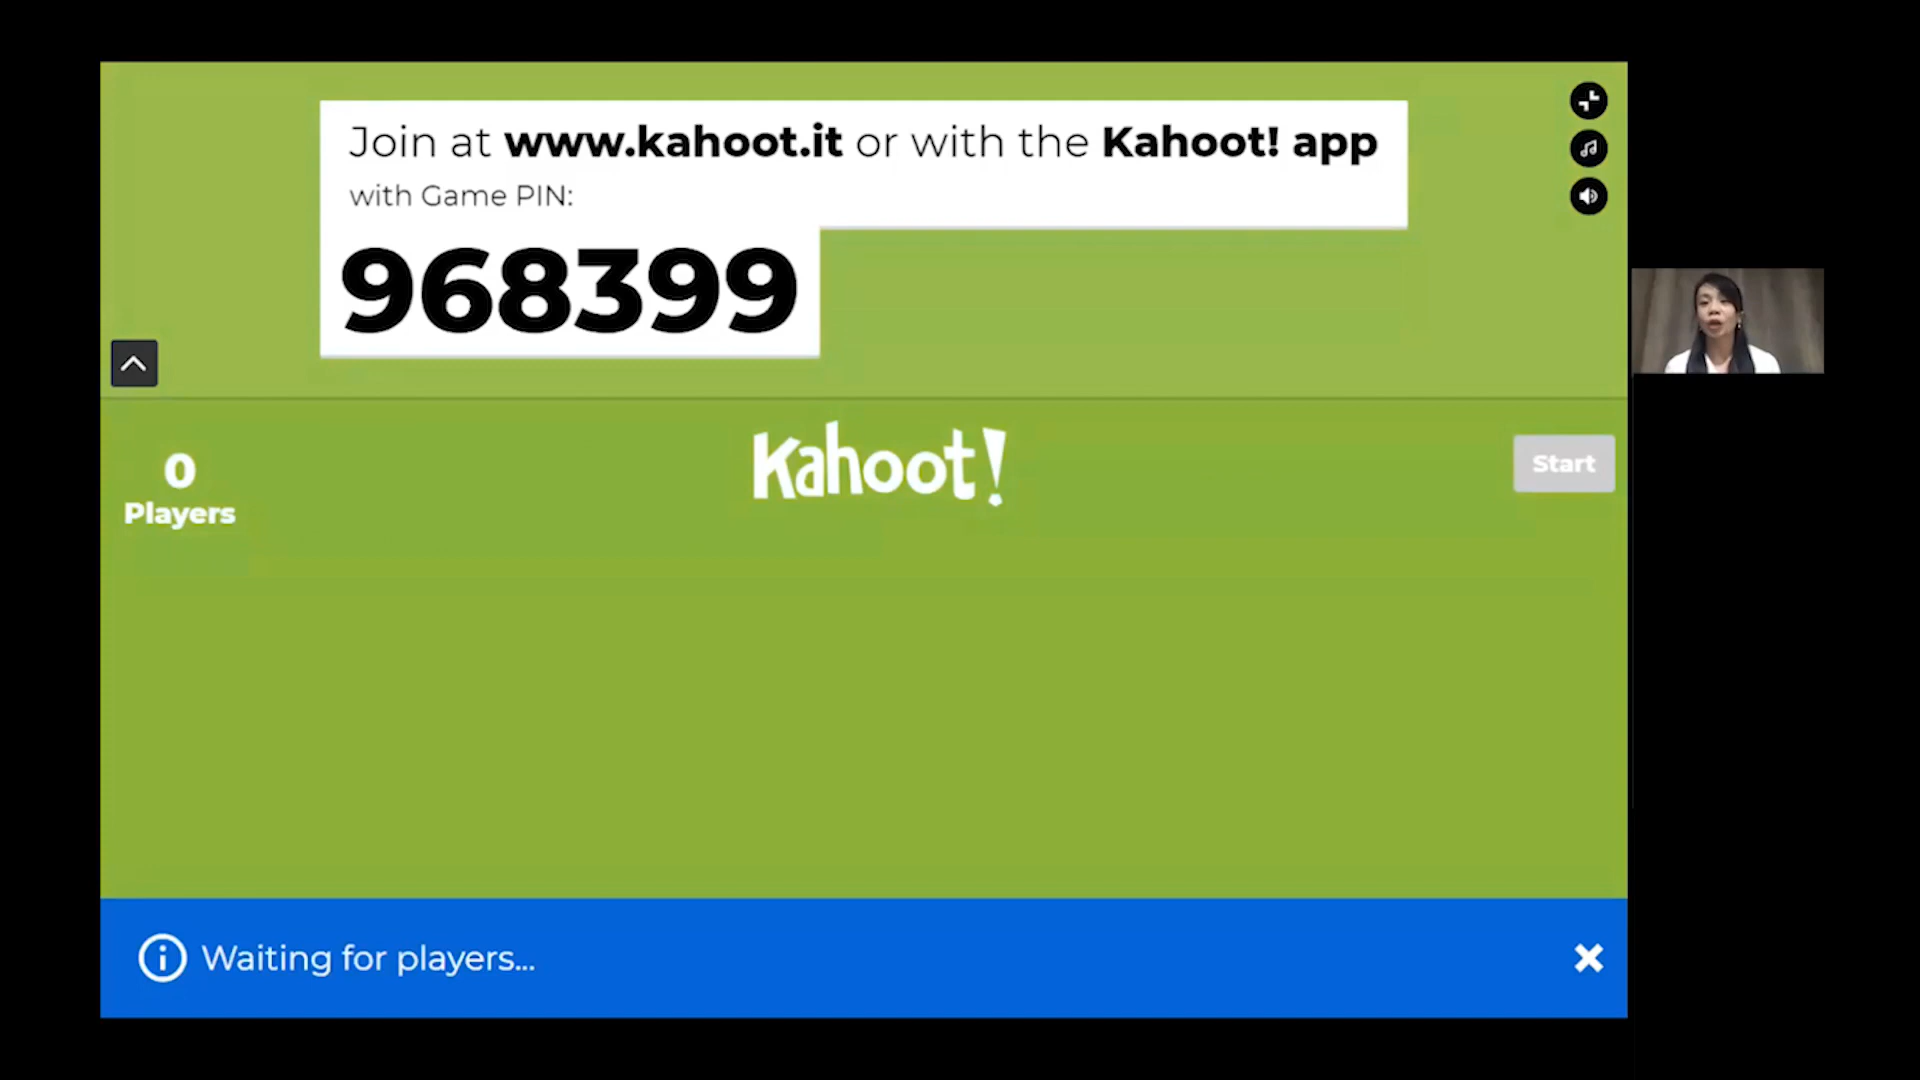 Join at www.kahoot.it or with the Kahoot! app
with Game PIN:
968399
0
Players
Kahoot!
Start
Waiting for players...